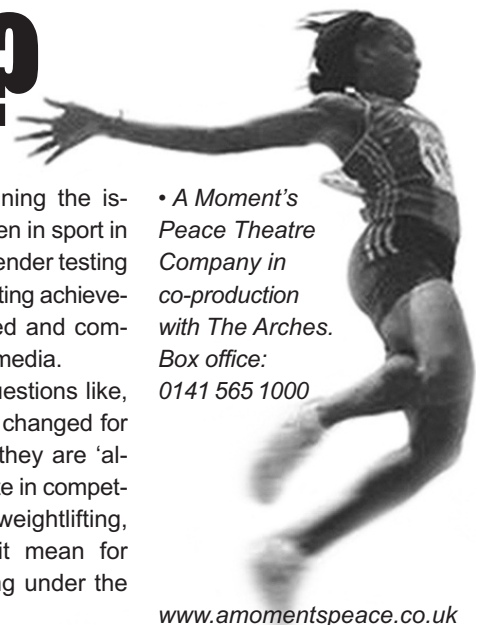 ning the is-
en in sport in
ender testing
ting achieve-
ed and com-
media.
uestions like,
changed for
they are ‘al-
te in compet-
weightlifting,
it mean for
ng under the
• A Moment’s
Peace Theatre
Company in
co-production
with The Arches.
Box office:
0141 565 1000
www.amomentspeace.co.uk